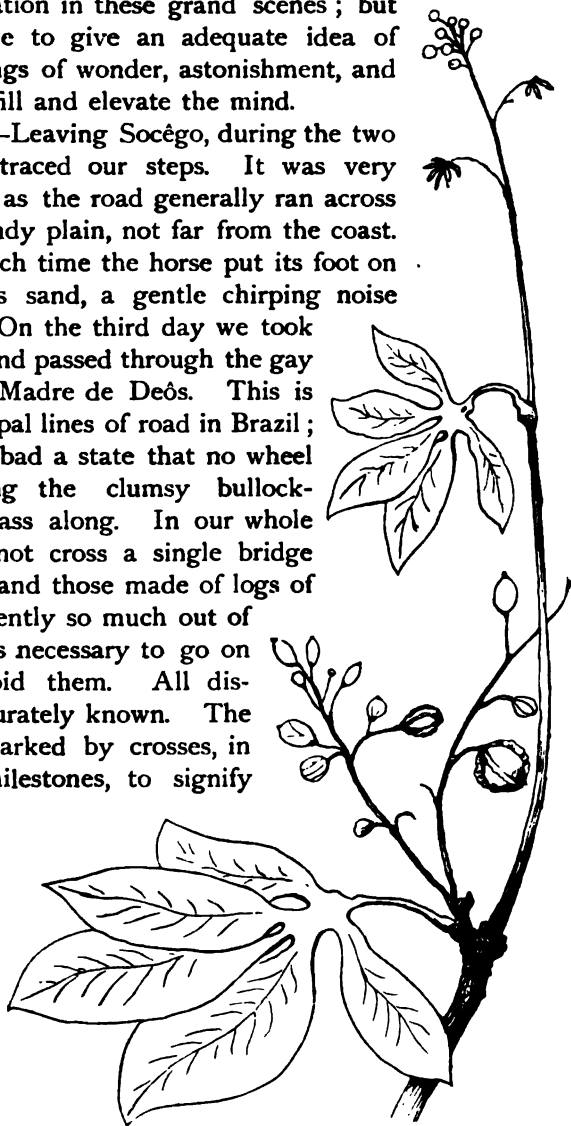 ation in these grand scenes ; but
e to give an adequate idea of
ngs of wonder, astonishment, and
fill and elevate the mind.
—Leaving Socêgo, during the two
traced our steps. It was very
as the road generally ran across
ndy plain, not far from the coast.
ch time the horse put its foot on
s sand, a gentle chirping noise
On the third day we took
nd passed through the gay
Madre de Deôs. This is
pal lines of road in Brazil ;
bad a state that no wheel
ng the clumsy bullock-
ass along. In our whole
not cross a single bridge
and those made of logs of
ently so much out of
s necessary to go on
oid them. All dis-
urately known. The
arked by crosses, in
nilestones, to signify